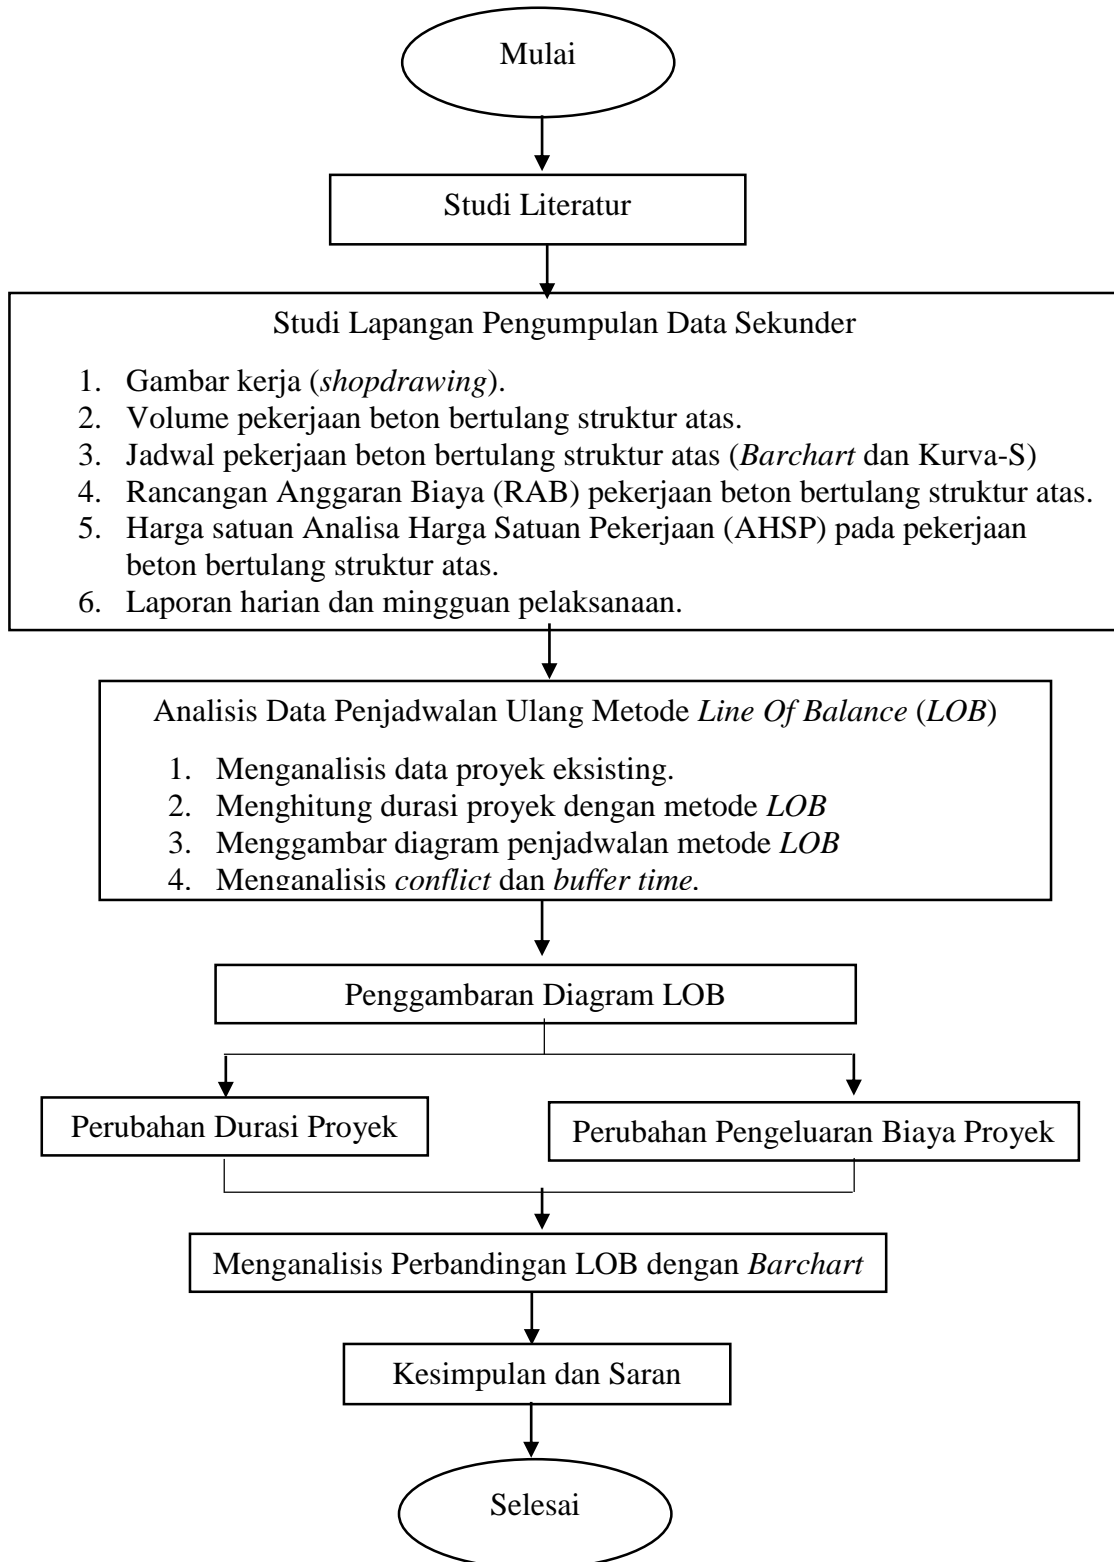 Mulai
Studi Literatur
Studi Lapangan Pengumpulan Data Sekunder
1. Gambar kerja (shopdrawing).
2. Volume pekerjaan beton bertulang struktur atas.
3. Jadwal pekerjaan beton bertulang struktur atas (Barchart dan Kurva-S)
4. Rancangan Anggaran Biaya (RAB) pekerjaan beton bertulang struktur atas.
5. Harga satuan Analisa Harga Satuan Pekerjaan (AHSP) pada pekerjaan
beton bertulang struktur atas.
6. Laporan harian dan mingguan pelaksanaan.
Analisis Data Penjadwalan Ulang Metode Line Of Balance (LOB)
1. Menganalisis data proyek eksisting.
2. Menghitung durasi proyek dengan metode LOB
3. Menggambar diagram penjadwalan metode LOB
4. Menganalisis conflict dan buffer time.
Penggambaran Diagram LOB
Perubahan Durasi Proyek
Perubahan Pengeluaran Biaya Proyek
Menganalisis Perbandingan LOB dengan Barchart
Kesimpulan dan Saran
Selesai